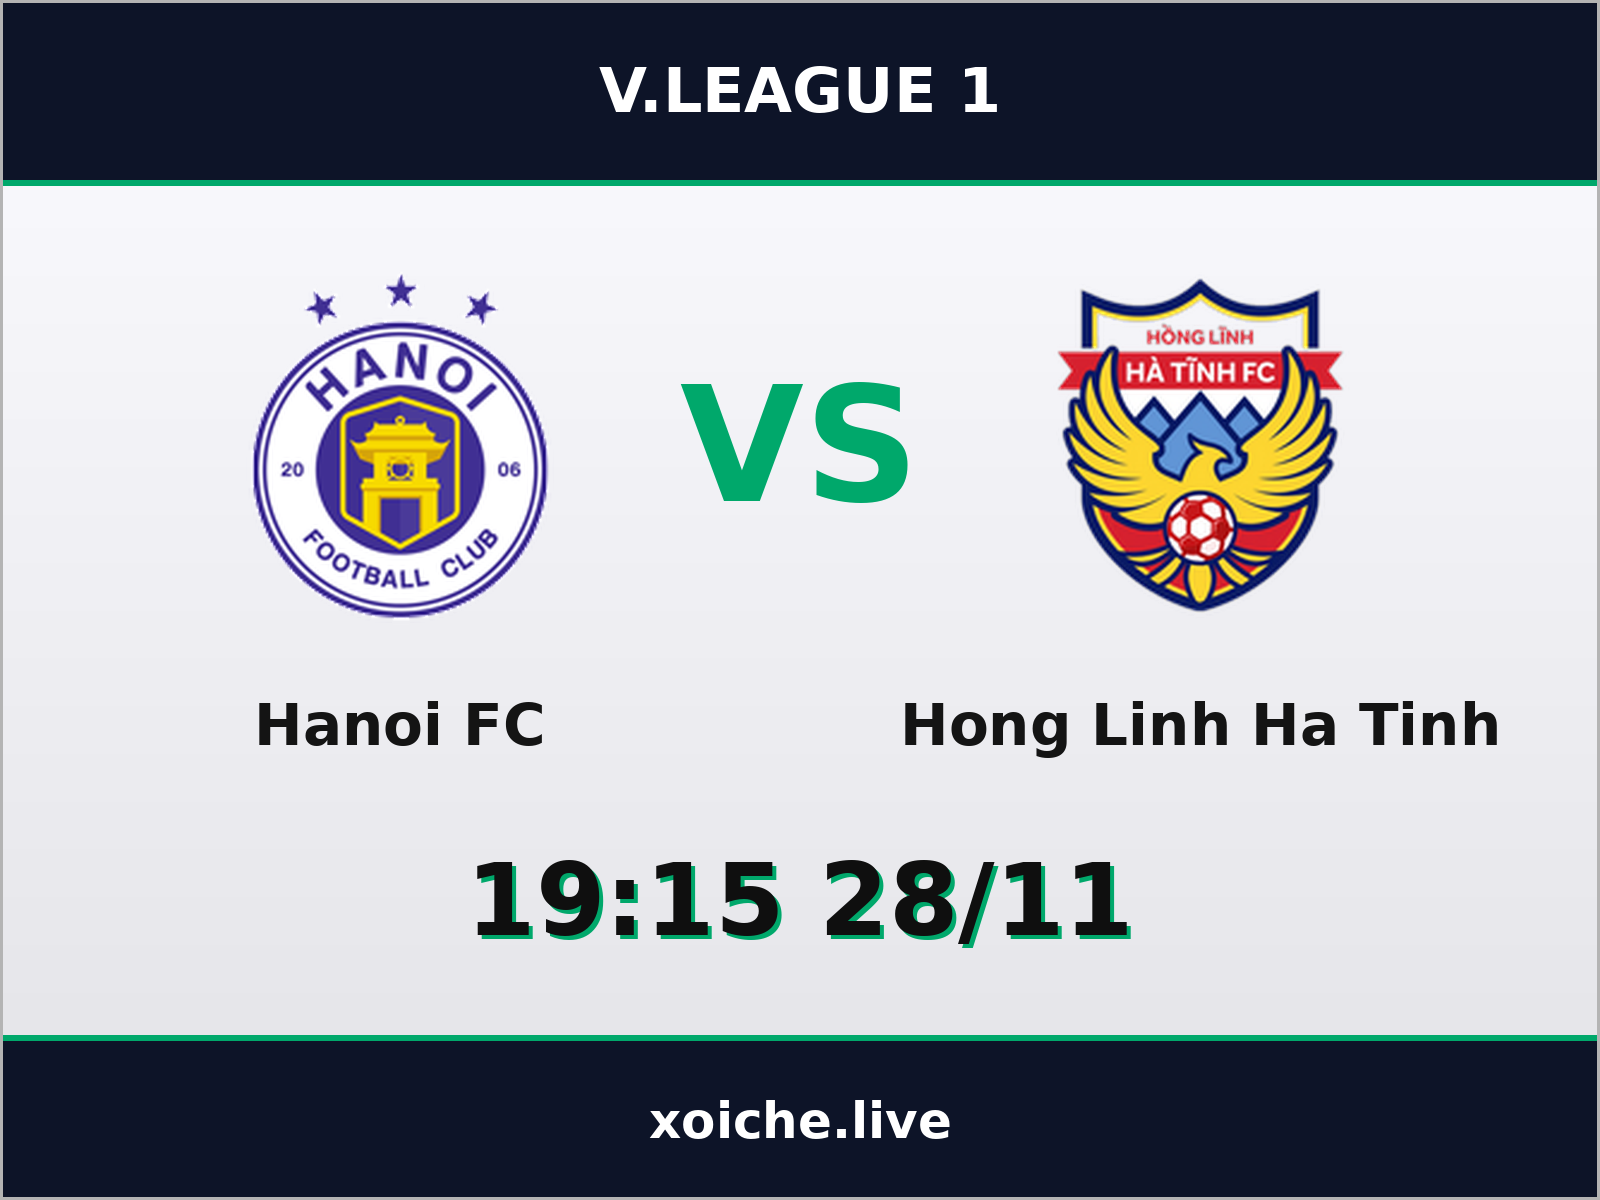 V.LEAGUE 1
HANOI
20 06
FOOTBALL CLUB
VS
HỒNG LĨNH
HÀ TĨNH FC
Hanoi FC
Hong Linh Ha Tinh
19:15 28/11
xoiche.live